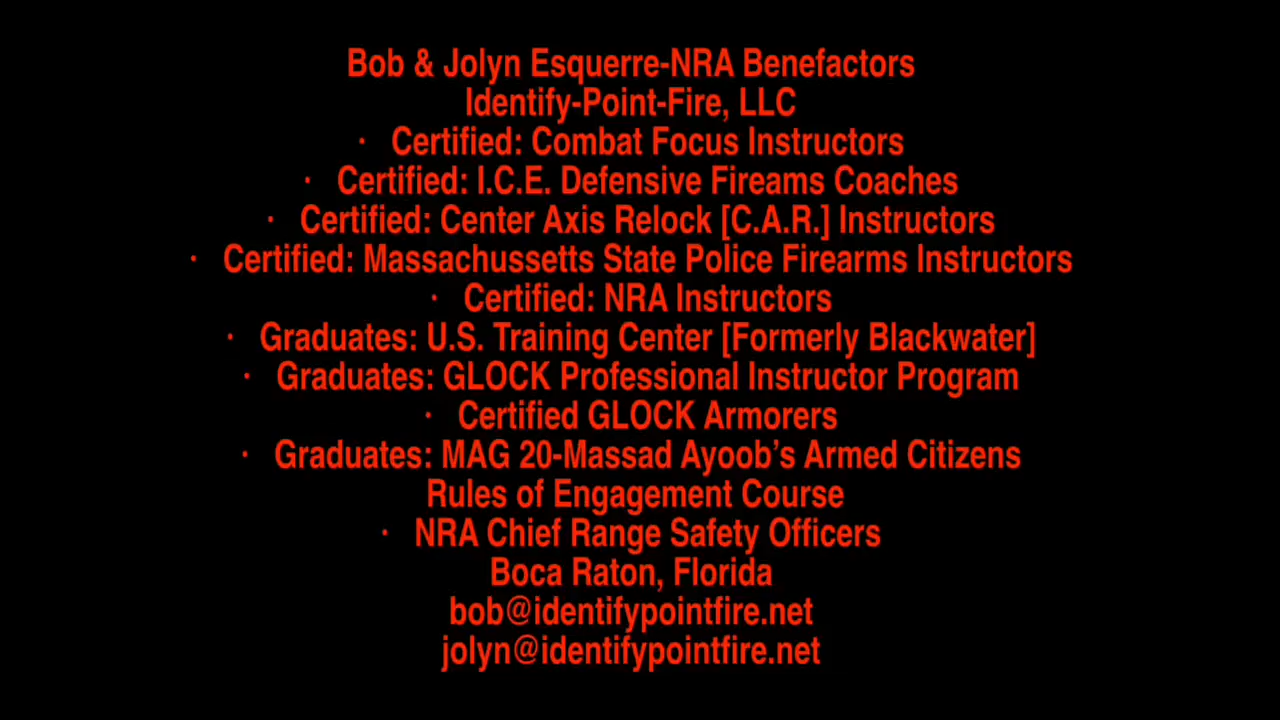 Bob & Jolyn Esquerre-NRA Benefactors
Identify-Point-Fire, LLC
· Certified: Combat Focus Instructors
· Certified: I.C.E. Defensive Fireams Coaches
· Certified: Center Axis Relock [C.A.R.] Instructors
· Certified: Massachussetts State Police Firearms Instructors
· Certified: NRA Instructors
· Graduates: U.S. Training Center [Formerly Blackwater]
· Graduates: GLOCK Professional Instructor Program
· Certified GLOCK Armorers
· Graduates: MAG 20-Massad Ayoob’s Armed Citizens
Rules of Engagement Course
· NRA Chief Range Safety Officers
Boca Raton, Florida
bob@identifypointfire.net
jolyn@identifypointfire.net